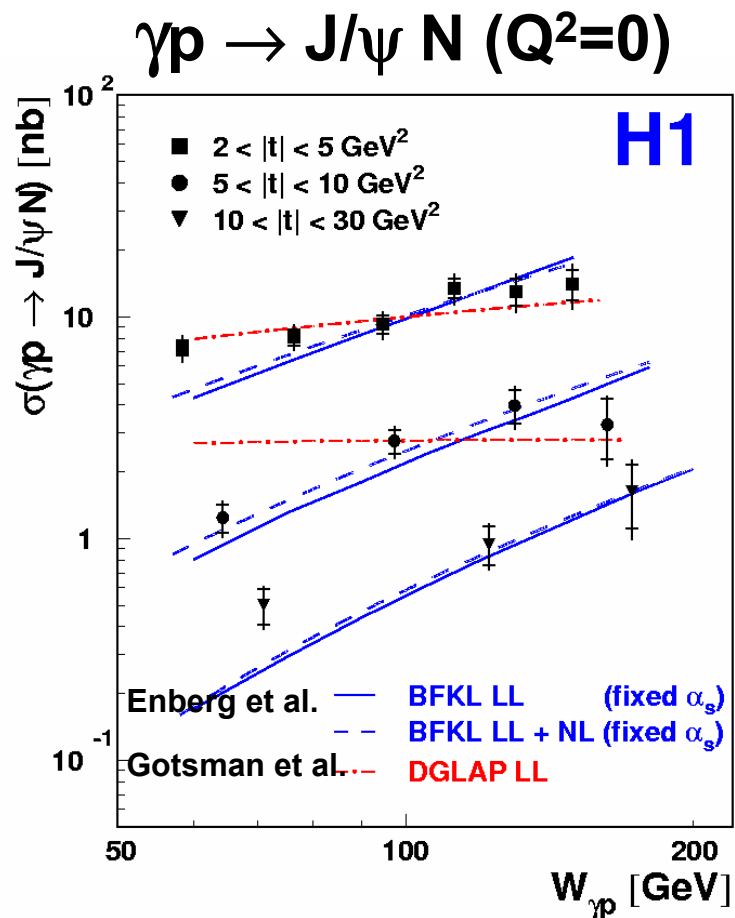 γp → J/ψ N (Q²=0)
H1
σ(γp → J/ψ N) [nb]
10²
10
1
10⁻¹
■ 2 < |t| < 5 GeV²
● 5 < |t| < 10 GeV²
▼ 10 < |t| < 30 GeV²
Enberg et al. BFKL LL (fixed αₛ)
BFKL LL + NL (fixed αₛ)
Gotsman et al. DGLAP LL
50 100 200
W_γp [GeV]